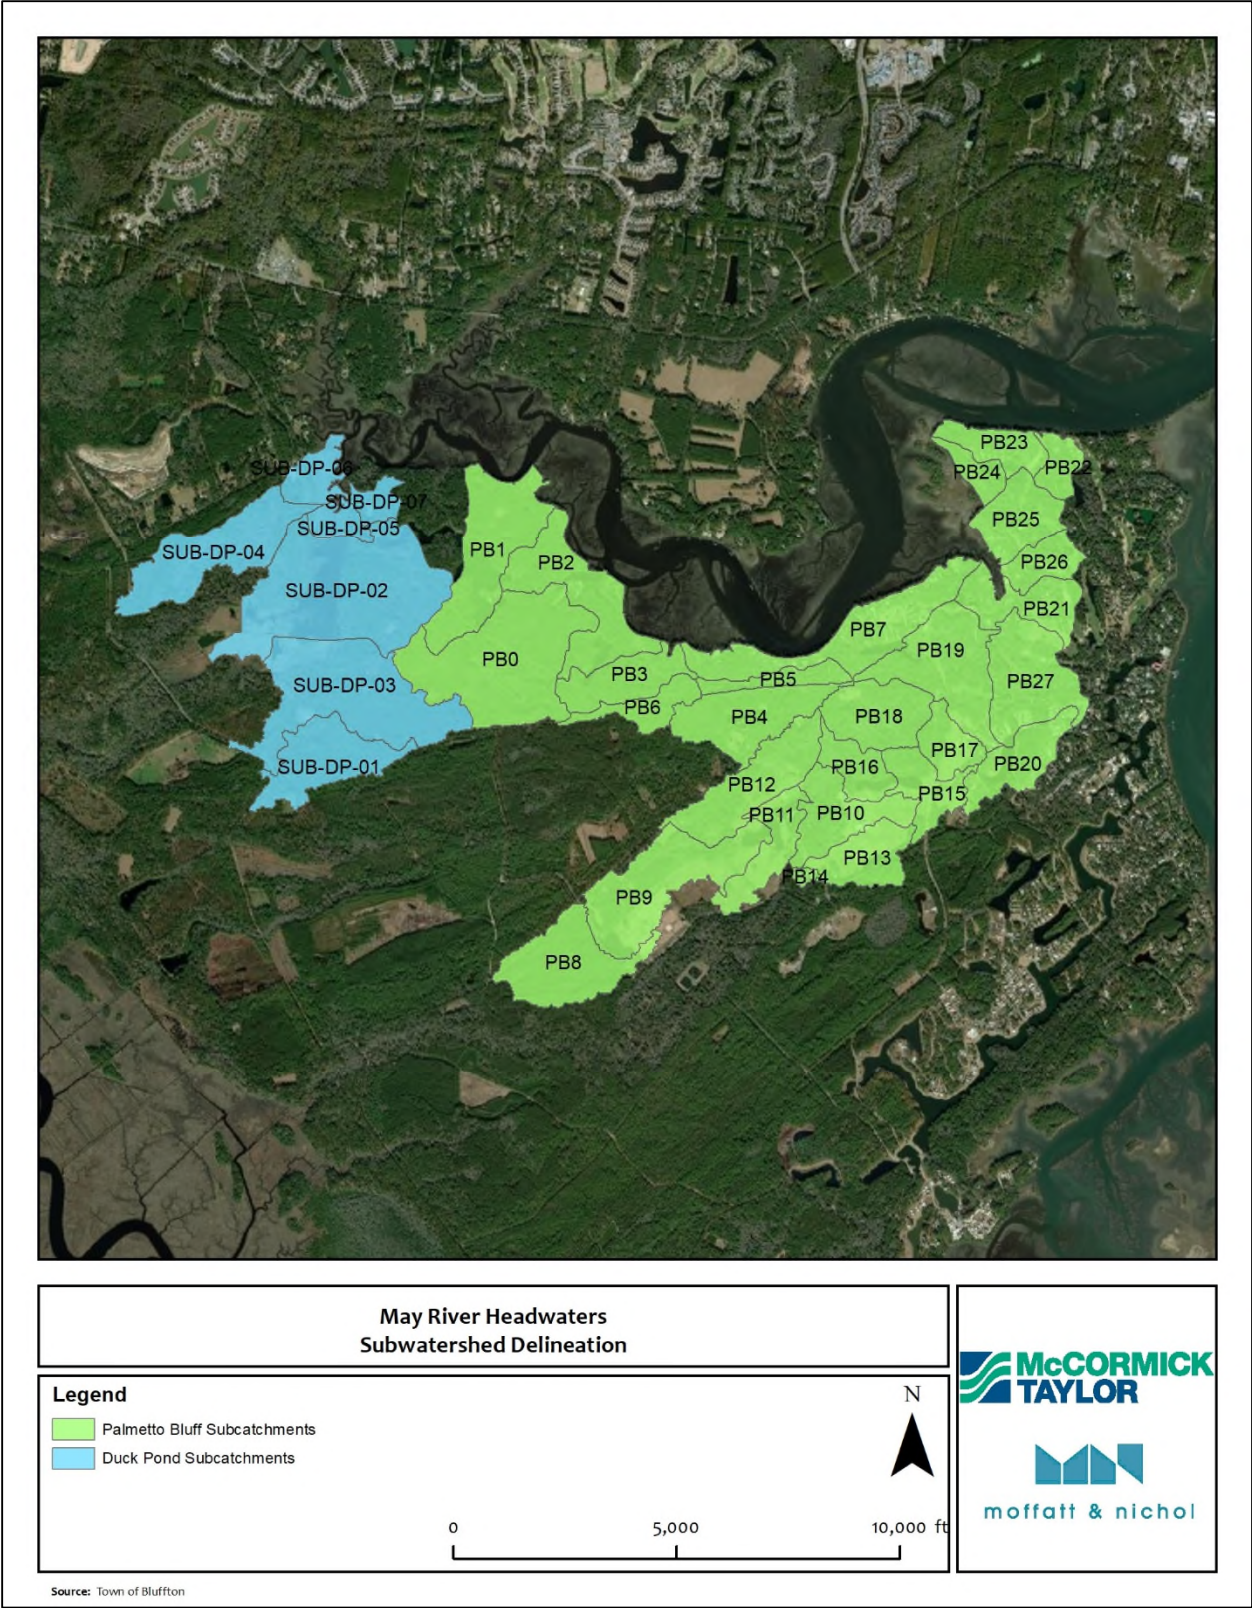 PB23
SUB-DP-06
PB22
PB24
SUB-DP-07
PB25
SUB-DP-05
PB1
SUB-DP-04
PB2
PB26
SUB-DP-02
PB21
PB7
PB19
PB0
PB3
PB5
PB27
SUB-DP-03
PB6
PB4
PB18
PB17
PB20
SUB-DP-01
PB16
PB12
PB15
PB11
PB10
PB13
PB14
PB9
PB8
May River Headwaters
Subwatershed Delineation
Legend
Palmetto Bluff Subcatchments
Duck Pond Subcatchments
N
0 5,000 10,000 ft
McCORMICK
TAYLOR
moffatt & nichol
Source: Town of Bluffton